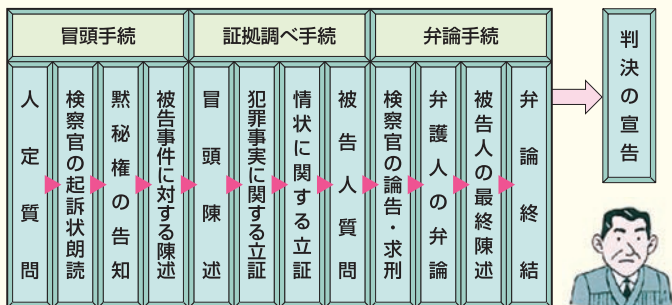 冒頭手続
証拠調べ手続
弁論手続
人定質問
検察官の起訴状朗読
黙秘権の告知
被告事件に対する陳述
冒頭陳述
犯罪事実に関する立証
情状に関する立証
被告人質問
検察官の論告・求刑
弁護人の弁論
被告人の最終陳述
弁論終結
判決の宣告